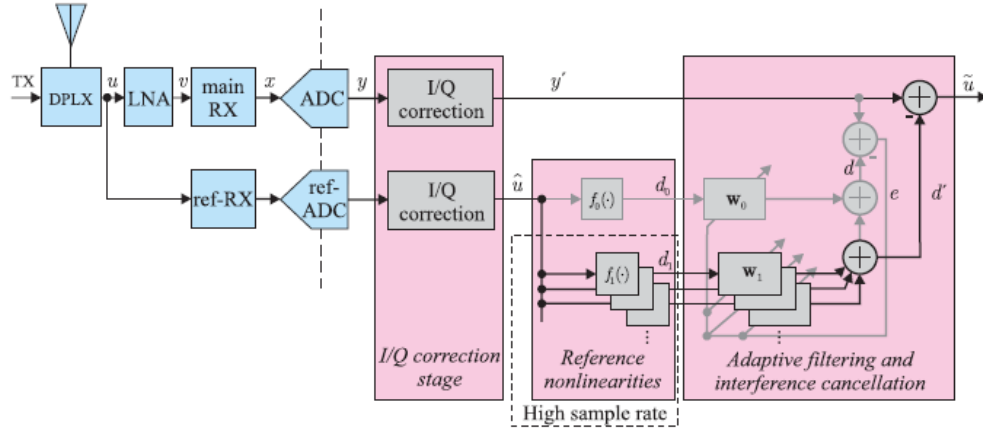 TX
DPLX
u
LNA
v
main
RX
x
ADC
y
I/Q
correction
y′
ũ
ref-RX
ref-
ADC
I/Q
correction
û
f₀(·)
d₀
w₀
d
e
d′
f₁(·)
d₁
w₁
...
...
I/Q correction
stage
Reference
nonlinearities
Adaptive filtering and
interference cancellation
High sample rate